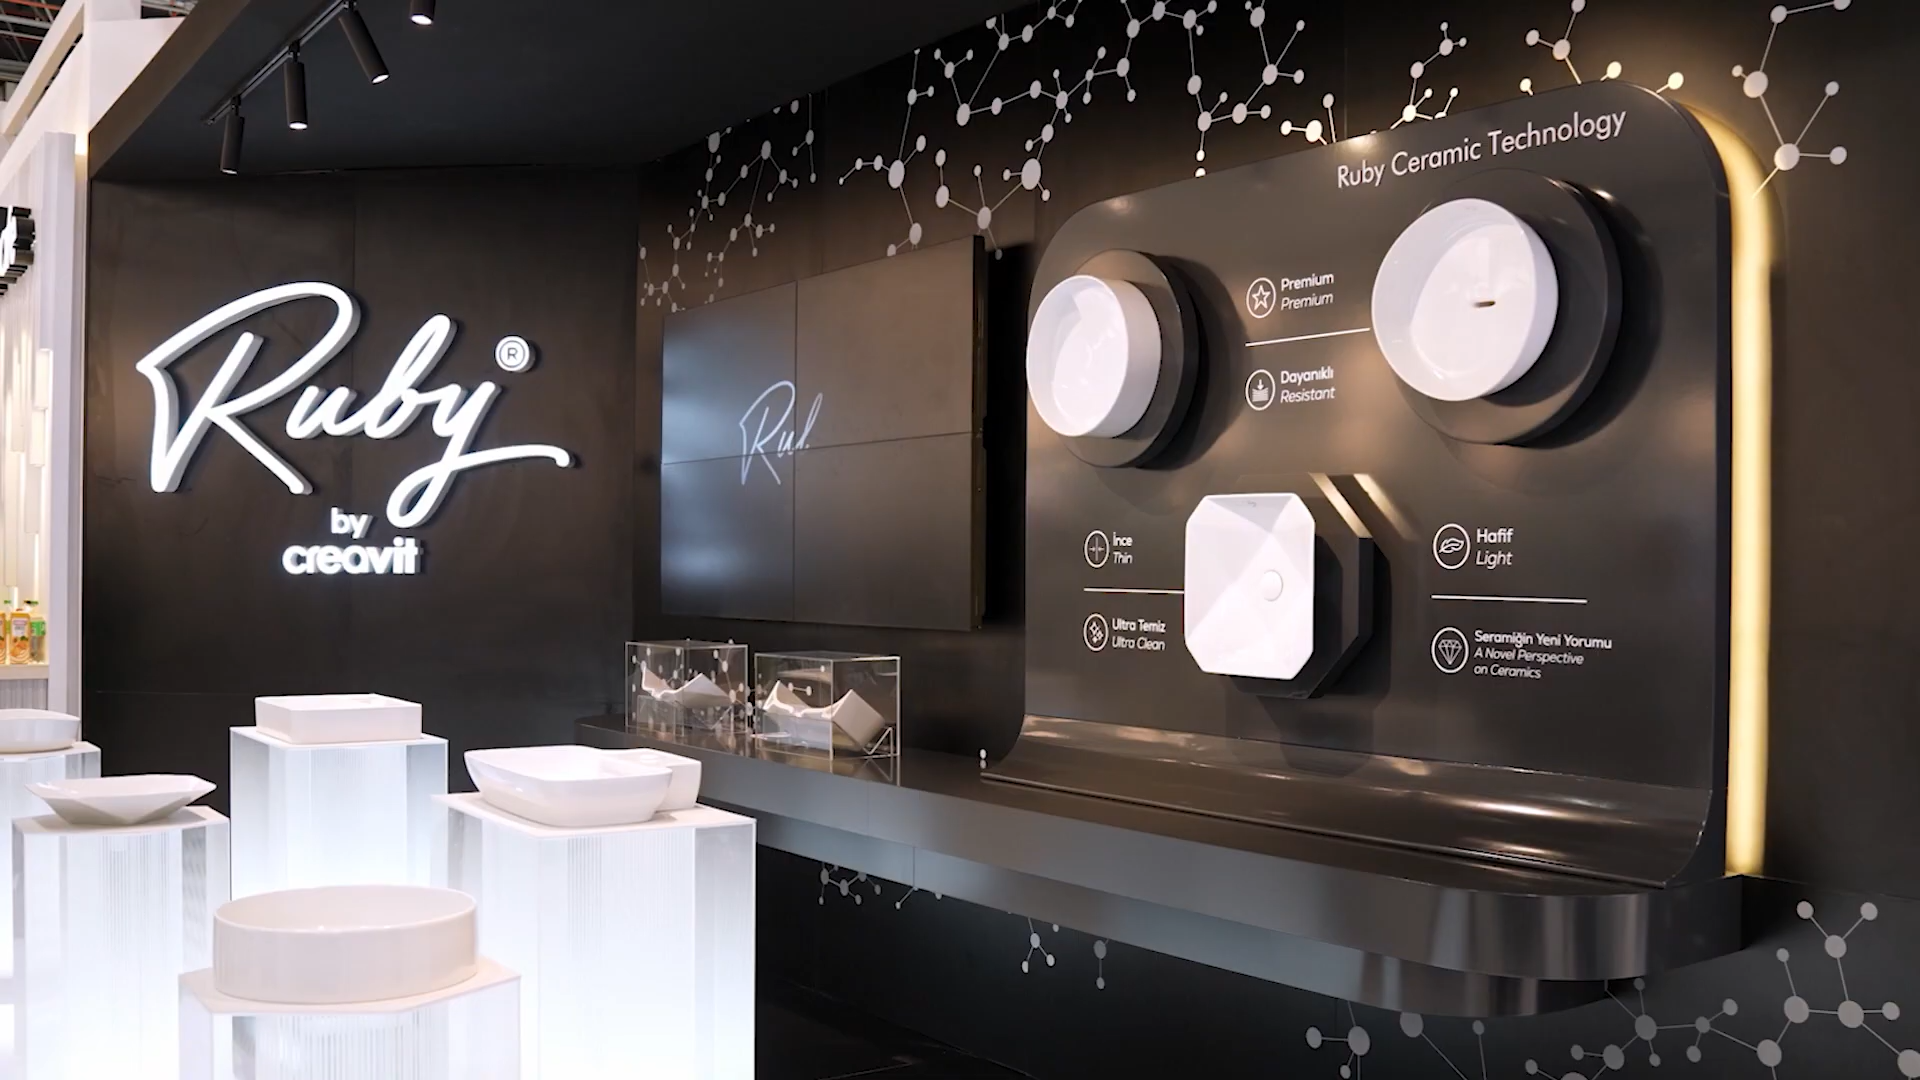 Ruby®
by
creavit
Ruby Ceramic Technology
Premium
Premium
Dayanıklı
Resistant
İnce
Thin
Ultra Temiz
Ultra Clean
Hafif
Light
Seramiğin Yeni Yorumu
A Novel Perspective
on Ceramics